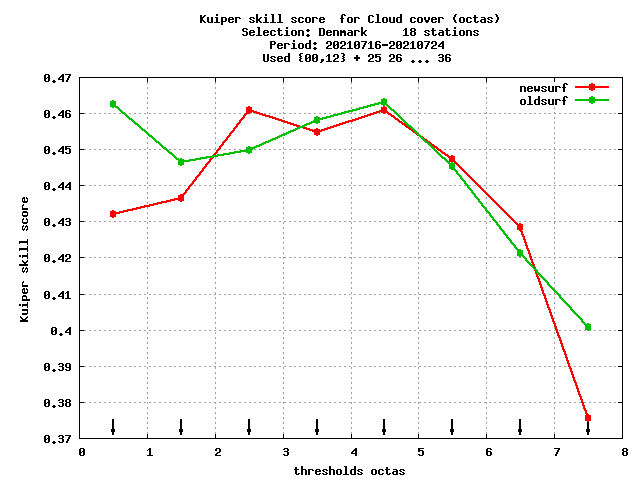 Kuiper skill score  for Cloud cover (octas)
Selection: Denmark     18 stations
Period: 20210716-20210724
Used {00,12} + 25 26 ... 36
newsurf
oldsurf
0.47
0.46
0.45
0.44
0.43
0.42
0.41
0.4
0.39
0.38
0.37
Kuiper skill score
0 1 2 3 4 5 6 7 8
thresholds octas